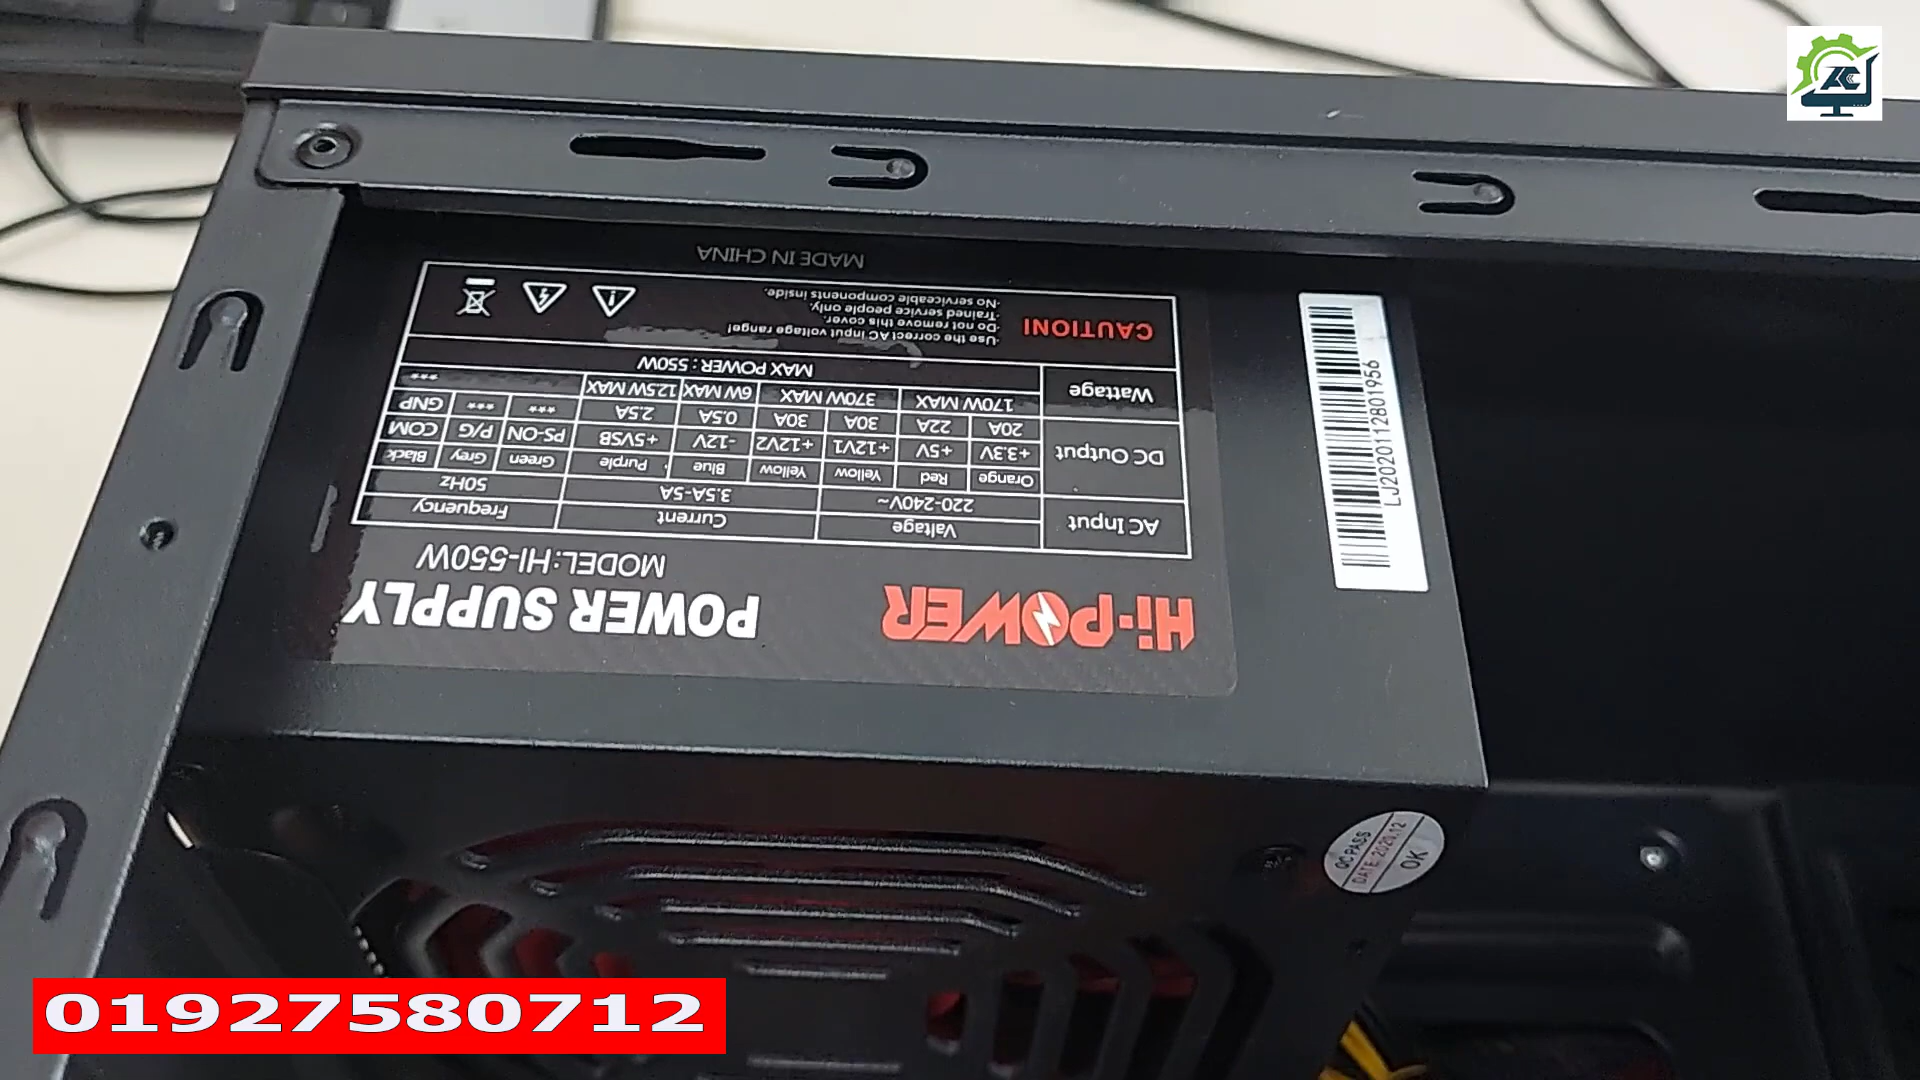 Hi-POWER POWER SUPPLY
MODEL:HI-550W
AC Input Valtage Current Frequency
220-240V~ 3.5A-5A 50Hz
DC Output Orange Red Yellow Yellow Blue Purple Green Grey Black
+3.3V +5V +12V1 +12V2 -12V +5VSB PS-ON P/G COM
20A 22A 30A 30A 0.5A 2.5A *** *** GNP
Wattage 170W MAX 370W MAX 6W MAX 12.5W MAX ***
MAX POWER : 550W
CAUTION!
-Use the correct AC input voltage range!
-Do not remove this cover.
-Trained service people only.
-No serviceable components inside.
MADE IN CHINA
LJ2020112801956
QC PASS
DATE: 2020.12
OK
01927580712